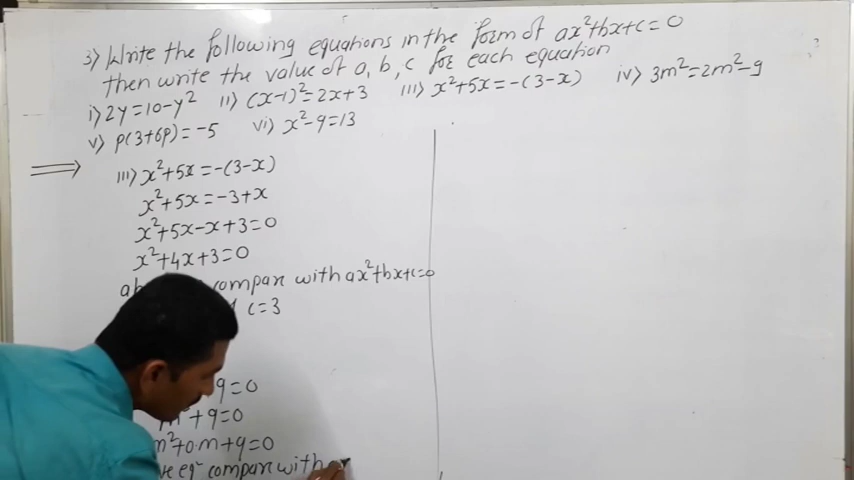 3) Write the following equations in the form of ax²+bx+c=0
then write the value of a, b, c for each equation
i) 2y=10-y² ii) (x-1)²=2x+3 iii) x²+5x=-(3-x) iv) 3m²=2m²-9
v) p(3+6p)=-5 vi) x²-9=13
iii) x²+5x=-(3-x)
x²+5x=-3+x
x²+5x-x+3=0
x²+4x+3=0
compare with ax²+bx+c=0
c=3
9=0
m²+9=0
m²+0.m+9=0
eqⁿ compare with